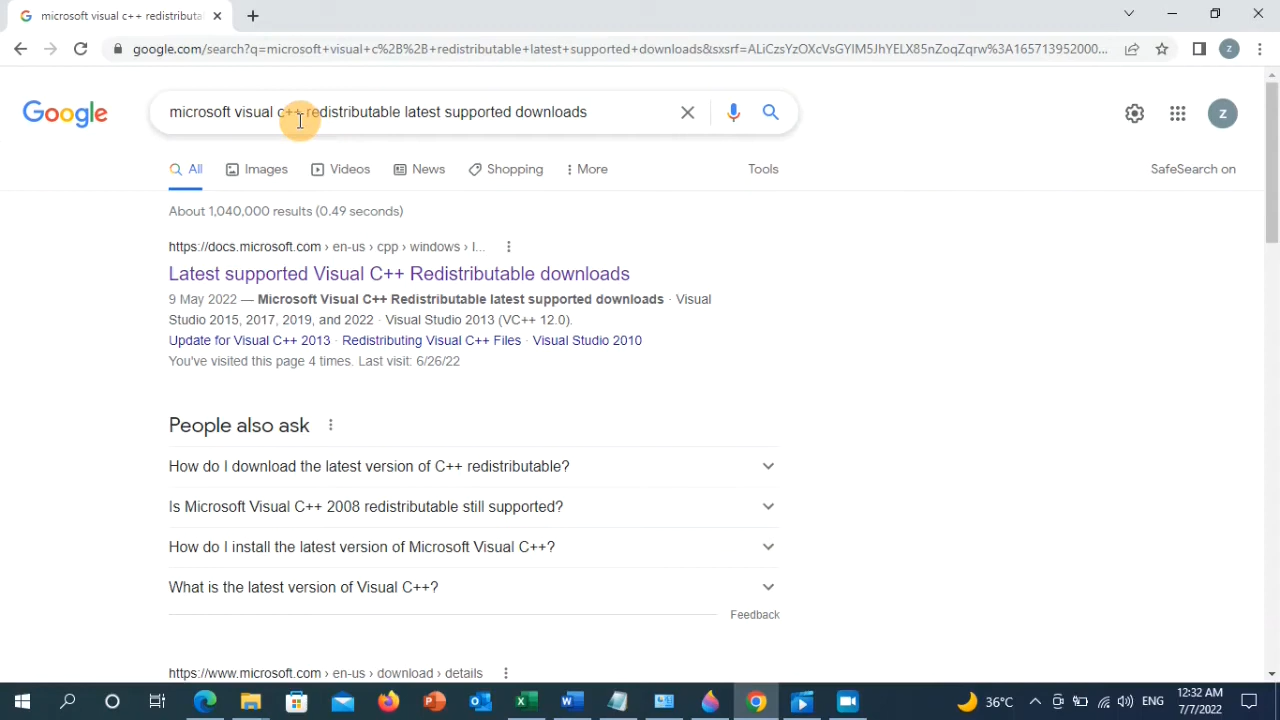 microsoft visual c++ redistributa
google.com/search?q=microsoft+visual+c%2B%2B+redistributable+latest+supported+downloads&sxsrf=ALiCzsYzOXcVsGYIM5JhYELX85nZoqZqrw%3A165713952000...
z
Google
microsoft visual c++ redistributable latest supported downloads
z
All
Images
Videos
News
Shopping
More
Tools
SafeSearch on
About 1,040,000 results (0.49 seconds)
https://docs.microsoft.com › en-us › cpp › windows › l...
Latest supported Visual C++ Redistributable downloads
9 May 2022 — Microsoft Visual C++ Redistributable latest supported downloads · Visual
Studio 2015, 2017, 2019, and 2022 · Visual Studio 2013 (VC++ 12.0).
Update for Visual C++ 2013 · Redistributing Visual C++ Files · Visual Studio 2010
You've visited this page 4 times. Last visit: 6/26/22
People also ask
How do I download the latest version of C++ redistributable?
Is Microsoft Visual C++ 2008 redistributable still supported?
How do I install the latest version of Microsoft Visual C++?
What is the latest version of Visual C++?
Feedback
https://www.microsoft.com › en-us › download › details
36°C
ENG
12:32 AM
7/7/2022